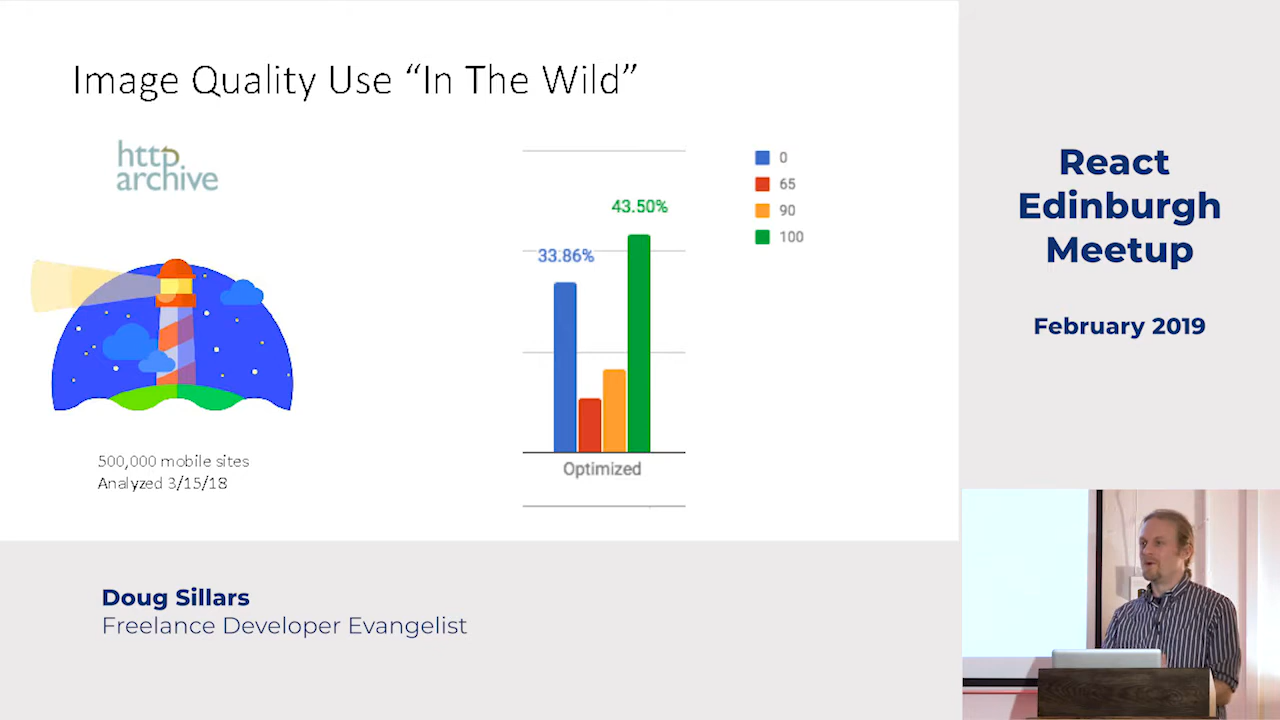 Image Quality Use “In The Wild”
http
archive
500,000 mobile sites
Analyzed 3/15/18
33.86%
43.50%
Optimized
0
65
90
100
React
Edinburgh
Meetup
February 2019
Doug Sillars
Freelance Developer Evangelist